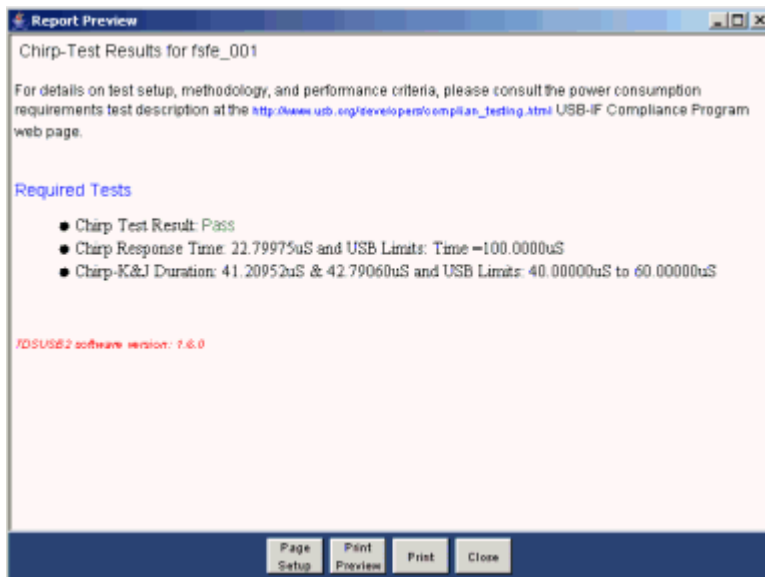 Report Preview
Chirp-Test Results for fsfe_001
For details on test setup, methodology, and performance criteria, please consult the power consumption
requirements test description at the http://www.usb.org/developers/complian_testing.html USB-IF Compliance Program
web page.
Required Tests
● Chirp Test Result: Pass
● Chirp Response Time: 22.79975uS and USB Limits: Time =100.0000uS
● Chirp-K&J Duration: 41.20952uS & 42.79060uS and USB Limits: 40.00000uS to 60.00000uS
TDSUSB2 software version: 1.6.0
Page Setup
Print Preview
Print
Close